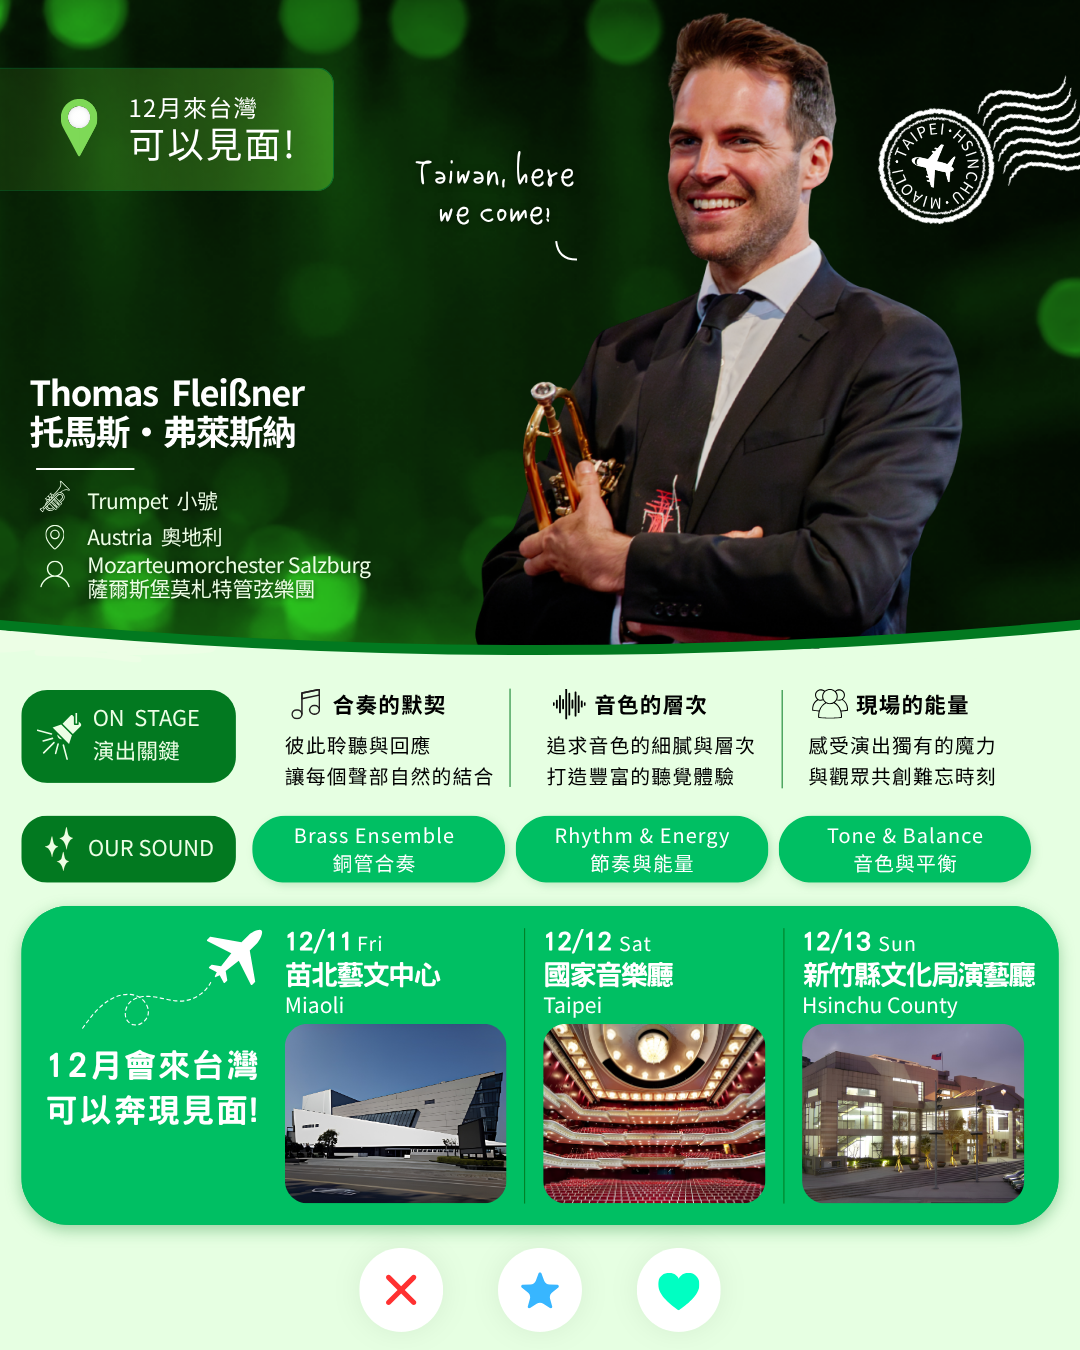 12月來台灣
可以見面!
Taiwan, here
we come!
TAIPEI·HSINCHU·MIAOLI·
Thomas Fleißner
托馬斯·弗萊斯納
Trumpet 小號
Austria 奧地利
Mozarteumorchester Salzburg
薩爾斯堡莫札特管弦樂團
ON STAGE
演出關鍵
合奏的默契
彼此聆聽與回應
讓每個聲部自然的結合
音色的層次
追求音色的細膩與層次
打造豐富的聽覺體驗
現場的能量
感受演出獨有的魔力
與觀眾共創難忘時刻
OUR SOUND
Brass Ensemble
銅管合奏
Rhythm & Energy
節奏與能量
Tone & Balance
音色與平衡
12月會來台灣
可以奔現見面!
12/11 Fri
苗北藝文中心
Miaoli
12/12 Sat
國家音樂廳
Taipei
12/13 Sun
新竹縣文化局演藝廳
Hsinchu County